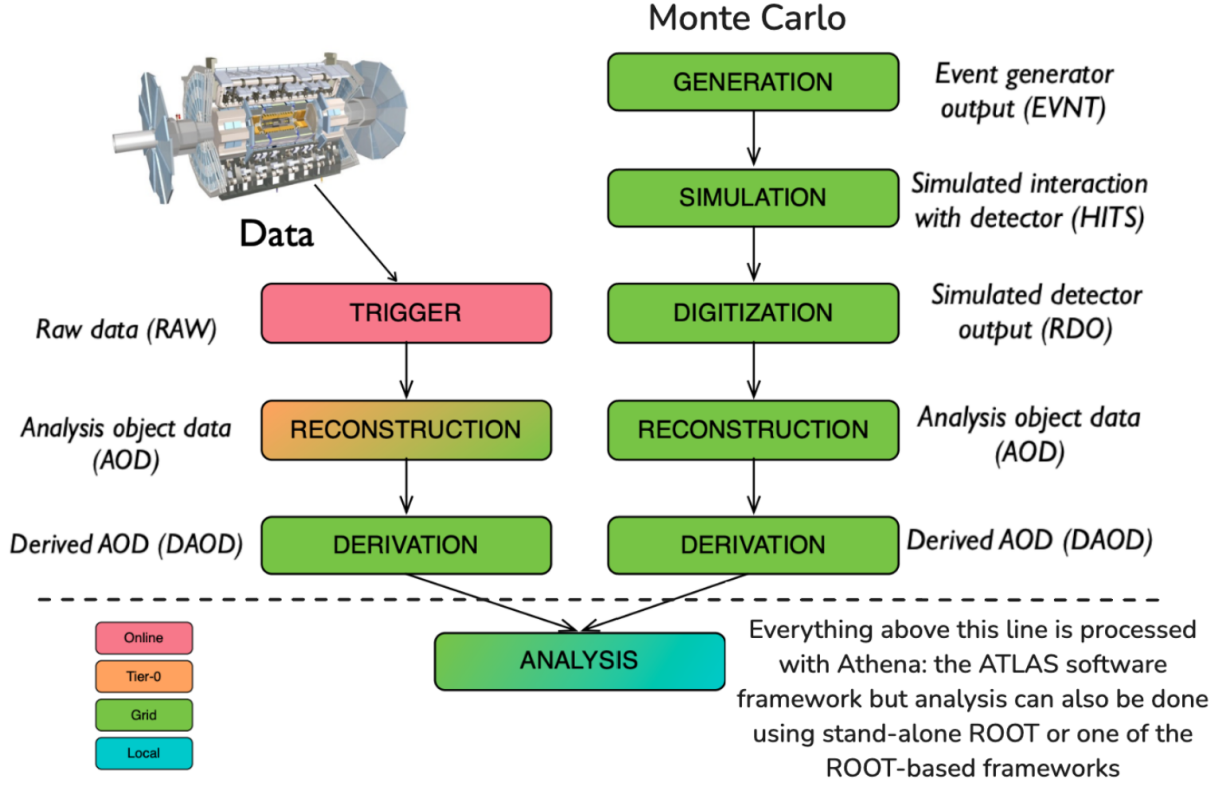 Monte Carlo
GENERATION
Event generator
output (EVNT)
SIMULATION
Simulated interaction
with detector (HITS)
Data
TRIGGER
Raw data (RAW)
DIGITIZATION
Simulated detector
output (RDO)
RECONSTRUCTION
Analysis object data
(AOD)
RECONSTRUCTION
Analysis object data
(AOD)
Derived AOD (DAOD)
DERIVATION
DERIVATION
Derived AOD (DAOD)
Online
Tier-0
Grid
Local
ANALYSIS
Everything above this line is processed
with Athena: the ATLAS software
framework but analysis can also be done
using stand-alone ROOT or one of the
ROOT-based frameworks